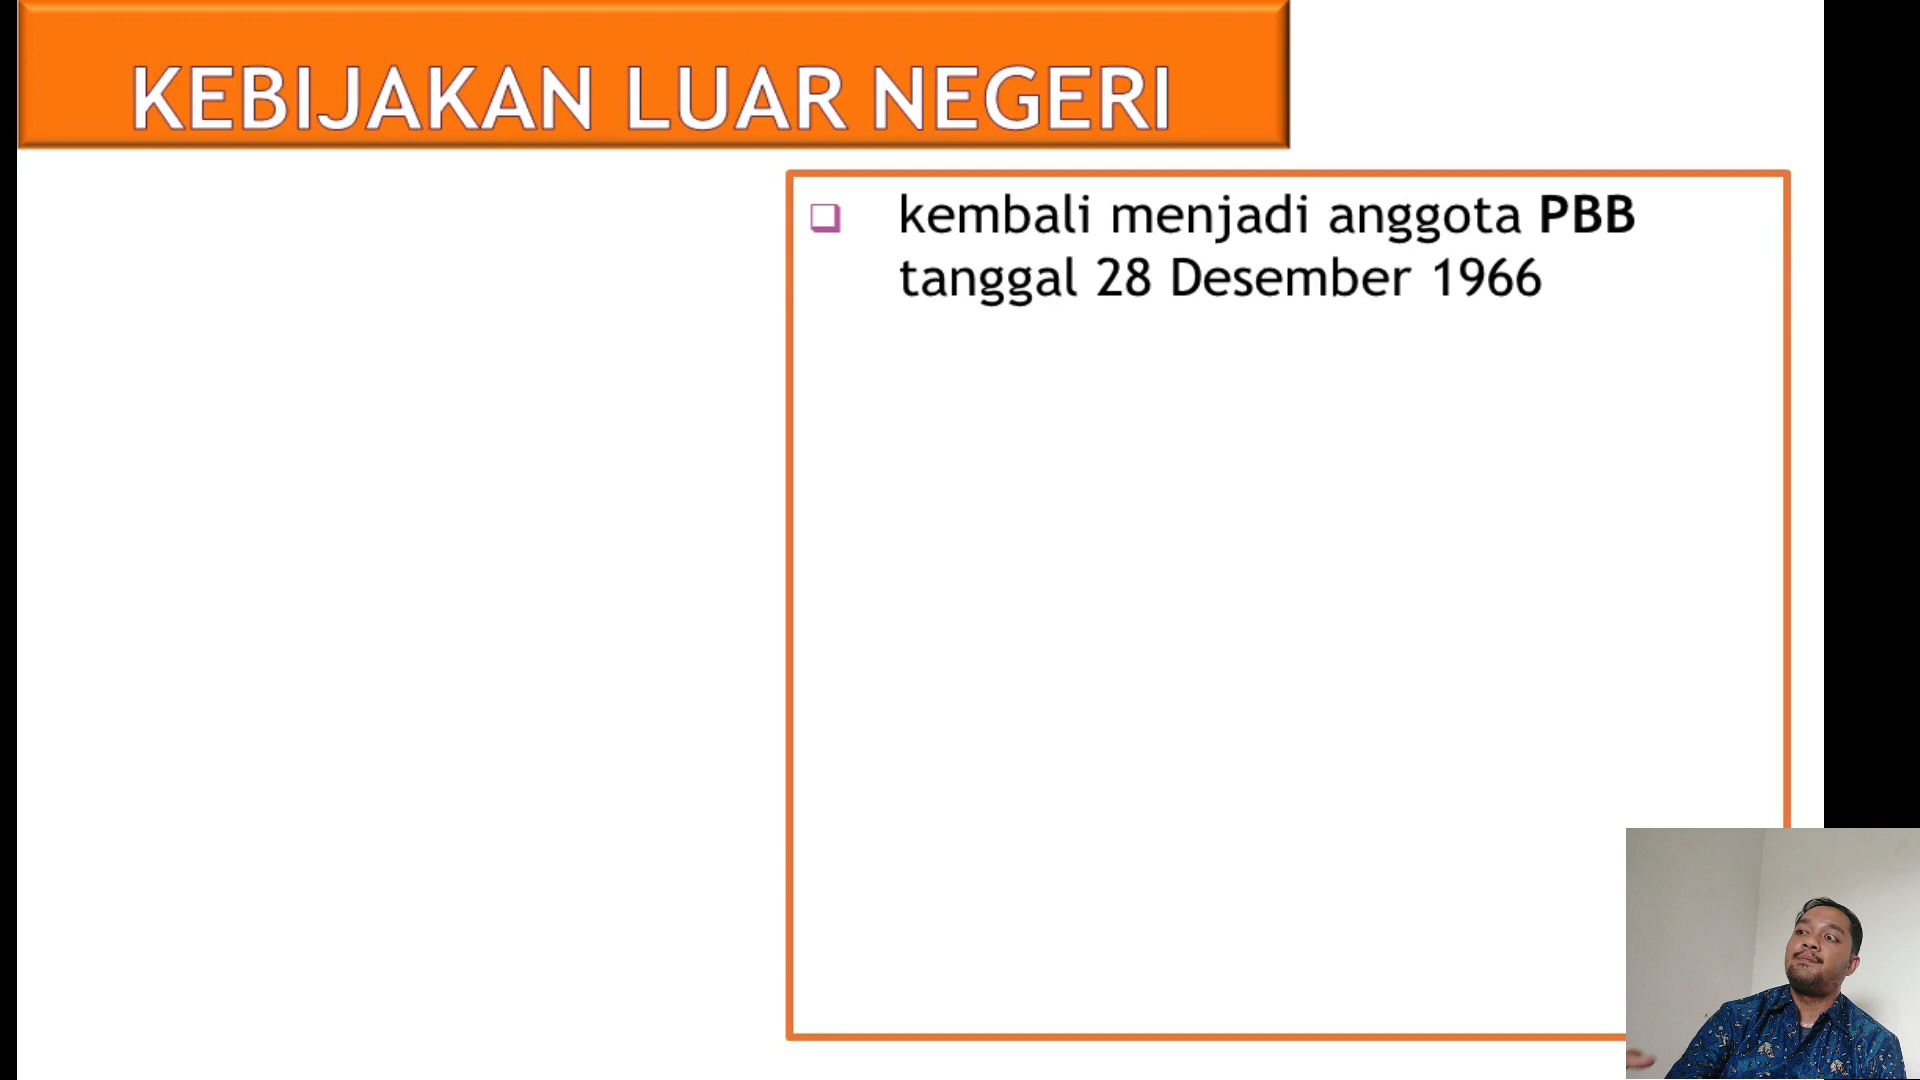 KEBIJAKAN LUAR NEGERI
kembali menjadi anggota PBB
tanggal 28 Desember 1966